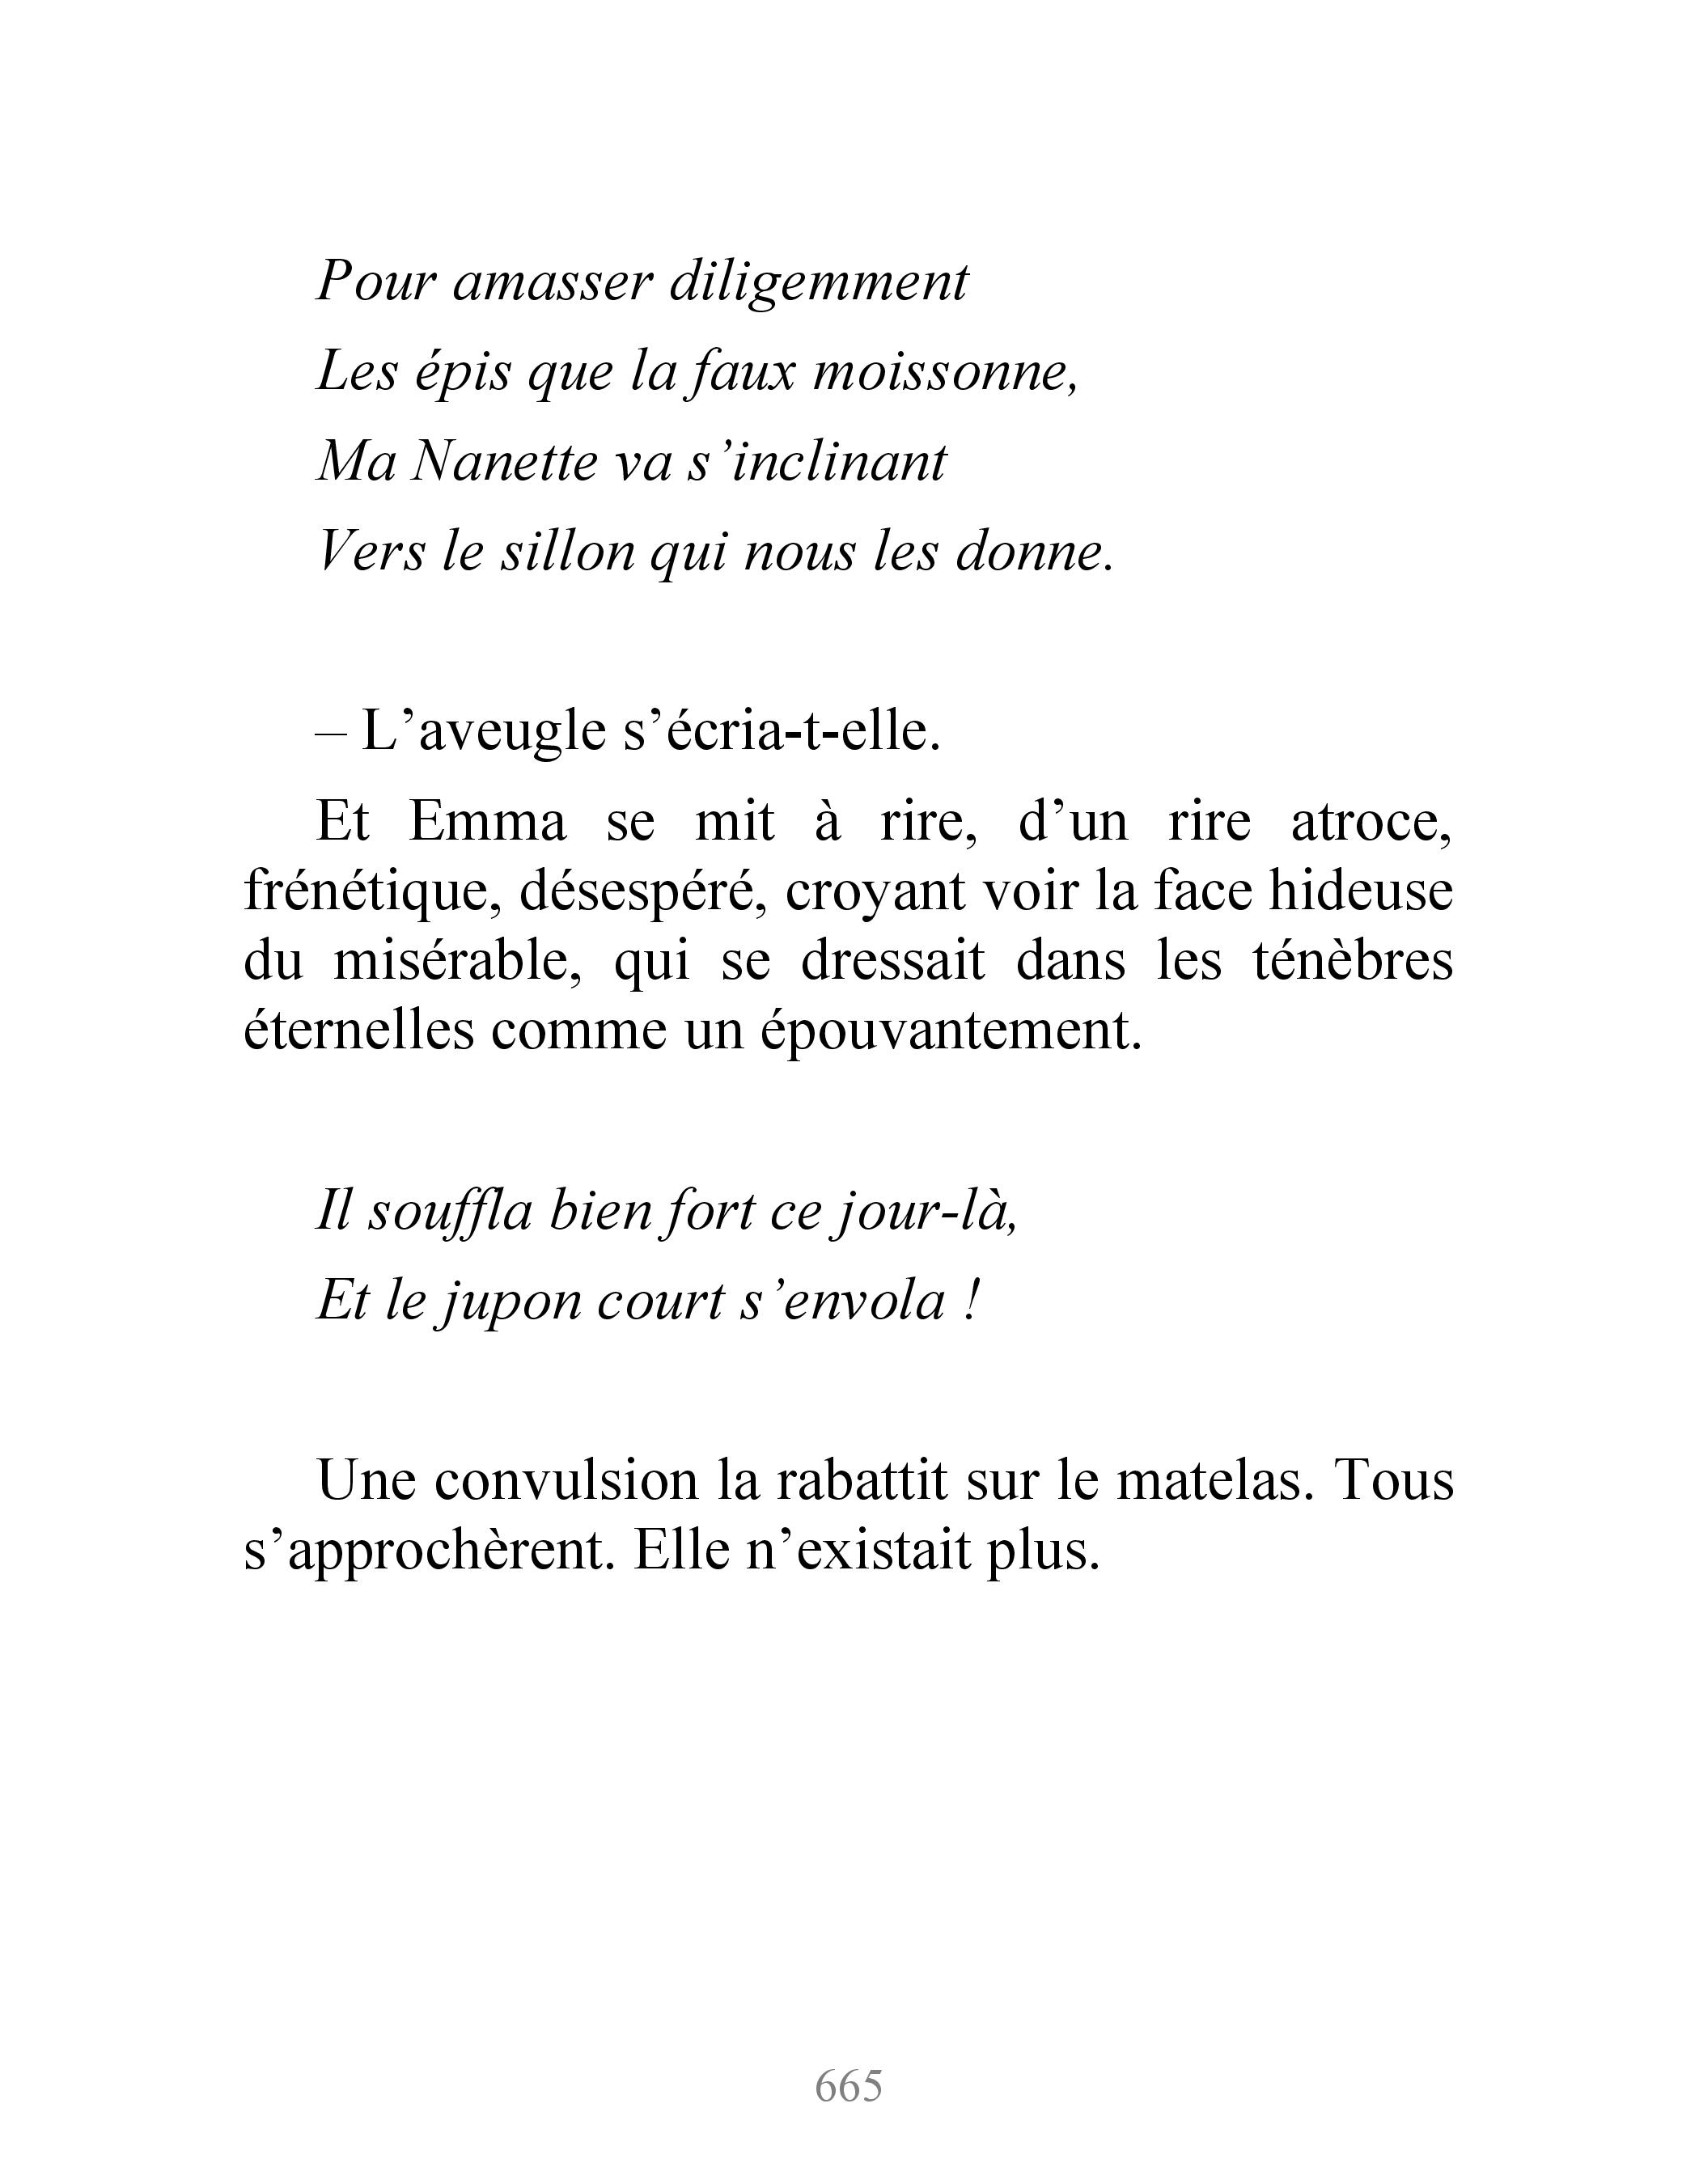 Pour amasser diligemment
Les épis que la faux moissonne,
Ma Nanette va s’inclinant
Vers le sillon qui nous les donne.
– L’aveugle s’écria-t-elle.
Et Emma se mit à rire, d’un rire atroce,
frénétique, désespéré, croyant voir la face hideuse
du misérable, qui se dressait dans les ténèbres
éternelles comme un épouvantement.
Il souffla bien fort ce jour-là,
Et le jupon court s’envola !
Une convulsion la rabattit sur le matelas. Tous
s’approchèrent. Elle n’existait plus.
665